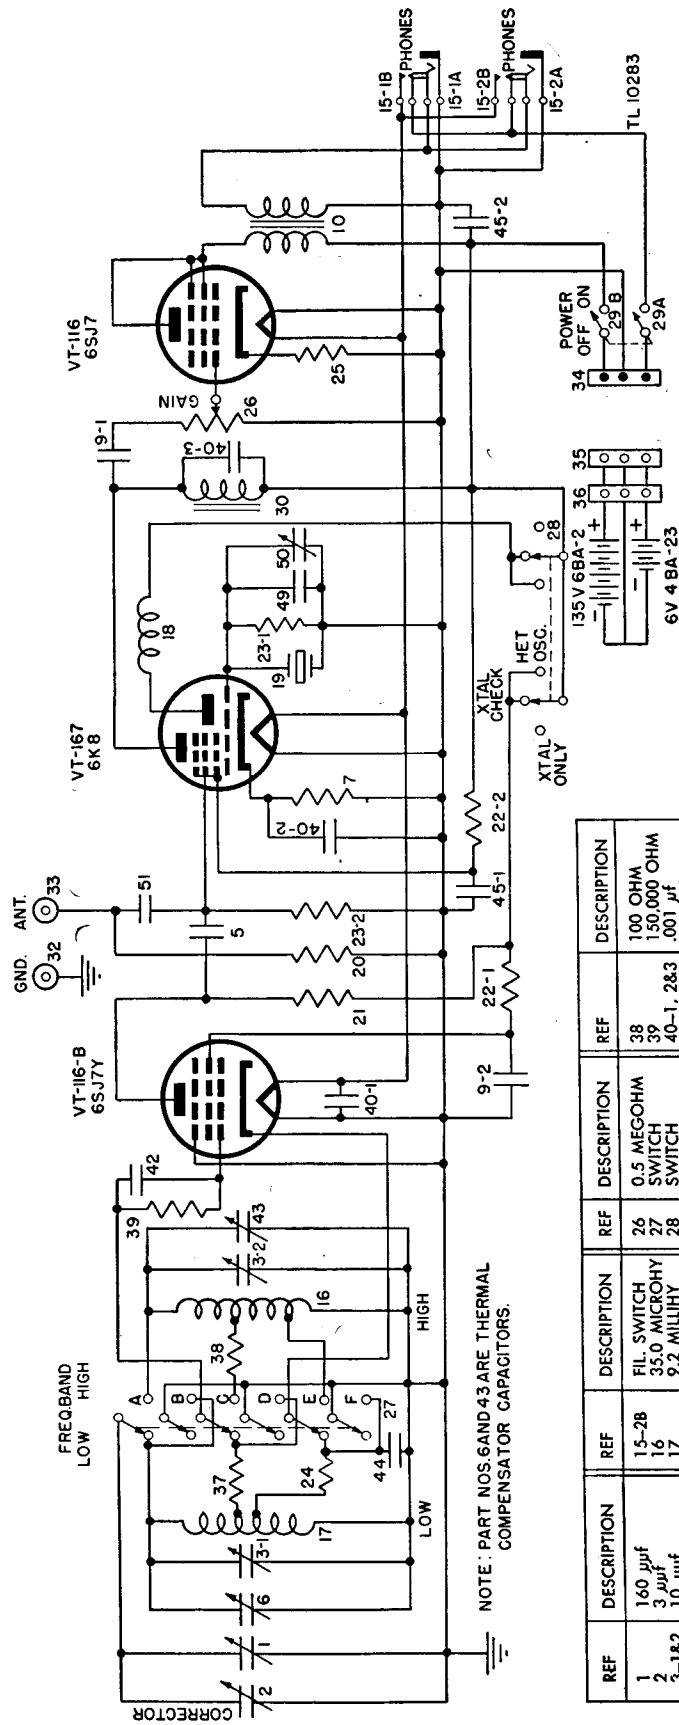 FREQ.BAND
LOW HIGH
CORRECTOR
2
1
6
3-1
17
LOW
37
24
44
27
A
B
C
D
E
F
38
16
HIGH
3-2
43
39
42
VT-116-B
6SJ7Y
40-1
9-2
22-1
21
20
23-2
5
51
GND.
32
ANT.
33
45-1
22-2
40-2
7
VT-167
6K8
18
19
23-1
49
50
30
40-3
9-1
GAIN
26
VT-116
6SJ7
25
10
45-2
15-1B
PHONES
15-1A
15-2B
PHONES
15-2A
XTAL
ONLY
XTAL
CHECK
HET
OSC.
28
135V 6BA-2
6V 4 BA-23
+
−
+
−
36
35
34
POWER
OFF ON
29 B
29A
TL 10283
NOTE: PART NOS. 6 AND 43 ARE THERMAL
COMPENSATOR CAPACITORS.
REF DESCRIPTION REF DESCRIPTION REF DESCRIPTION REF DESCRIPTION
1 160 µµf 15-2B FIL. SWITCH 26 0.5 MEGOHM 38 100 OHM
2 3 µµf 16 35.0 MICROHY 27 SWITCH 39 150,000 OHM
3-1&2 10 µµf 17 9.2 MILLIHY 28 SWITCH 40-1, 2&3 .001 µf